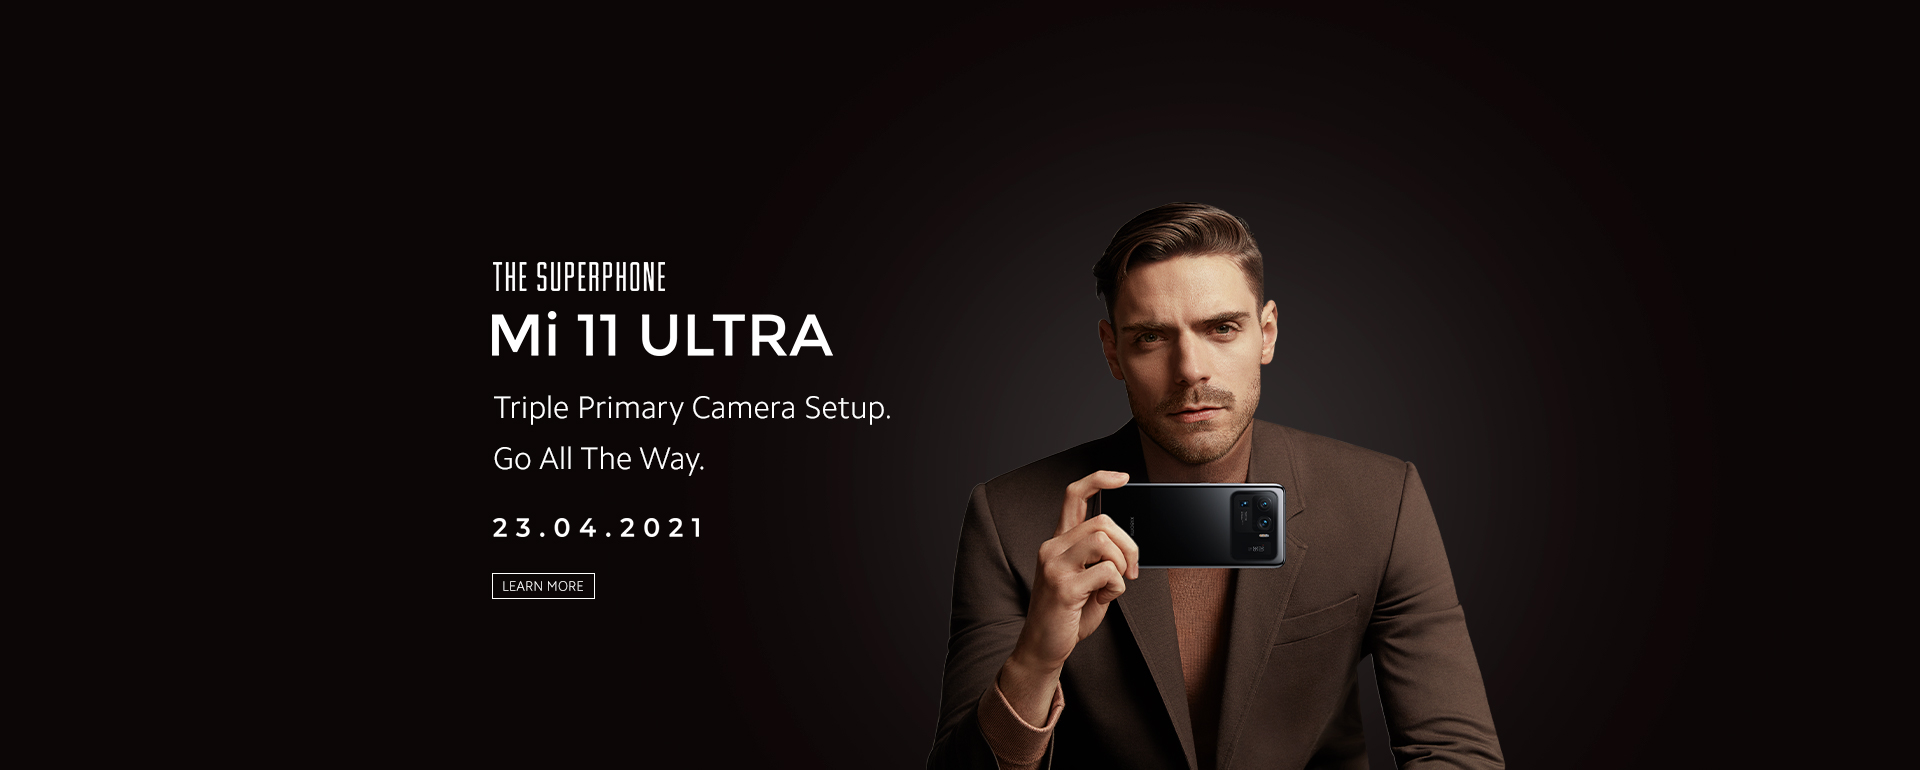 THE SUPERPHONE
Mi 11 ULTRA
Triple Primary Camera Setup.
Go All The Way.
23.04.2021
LEARN MORE